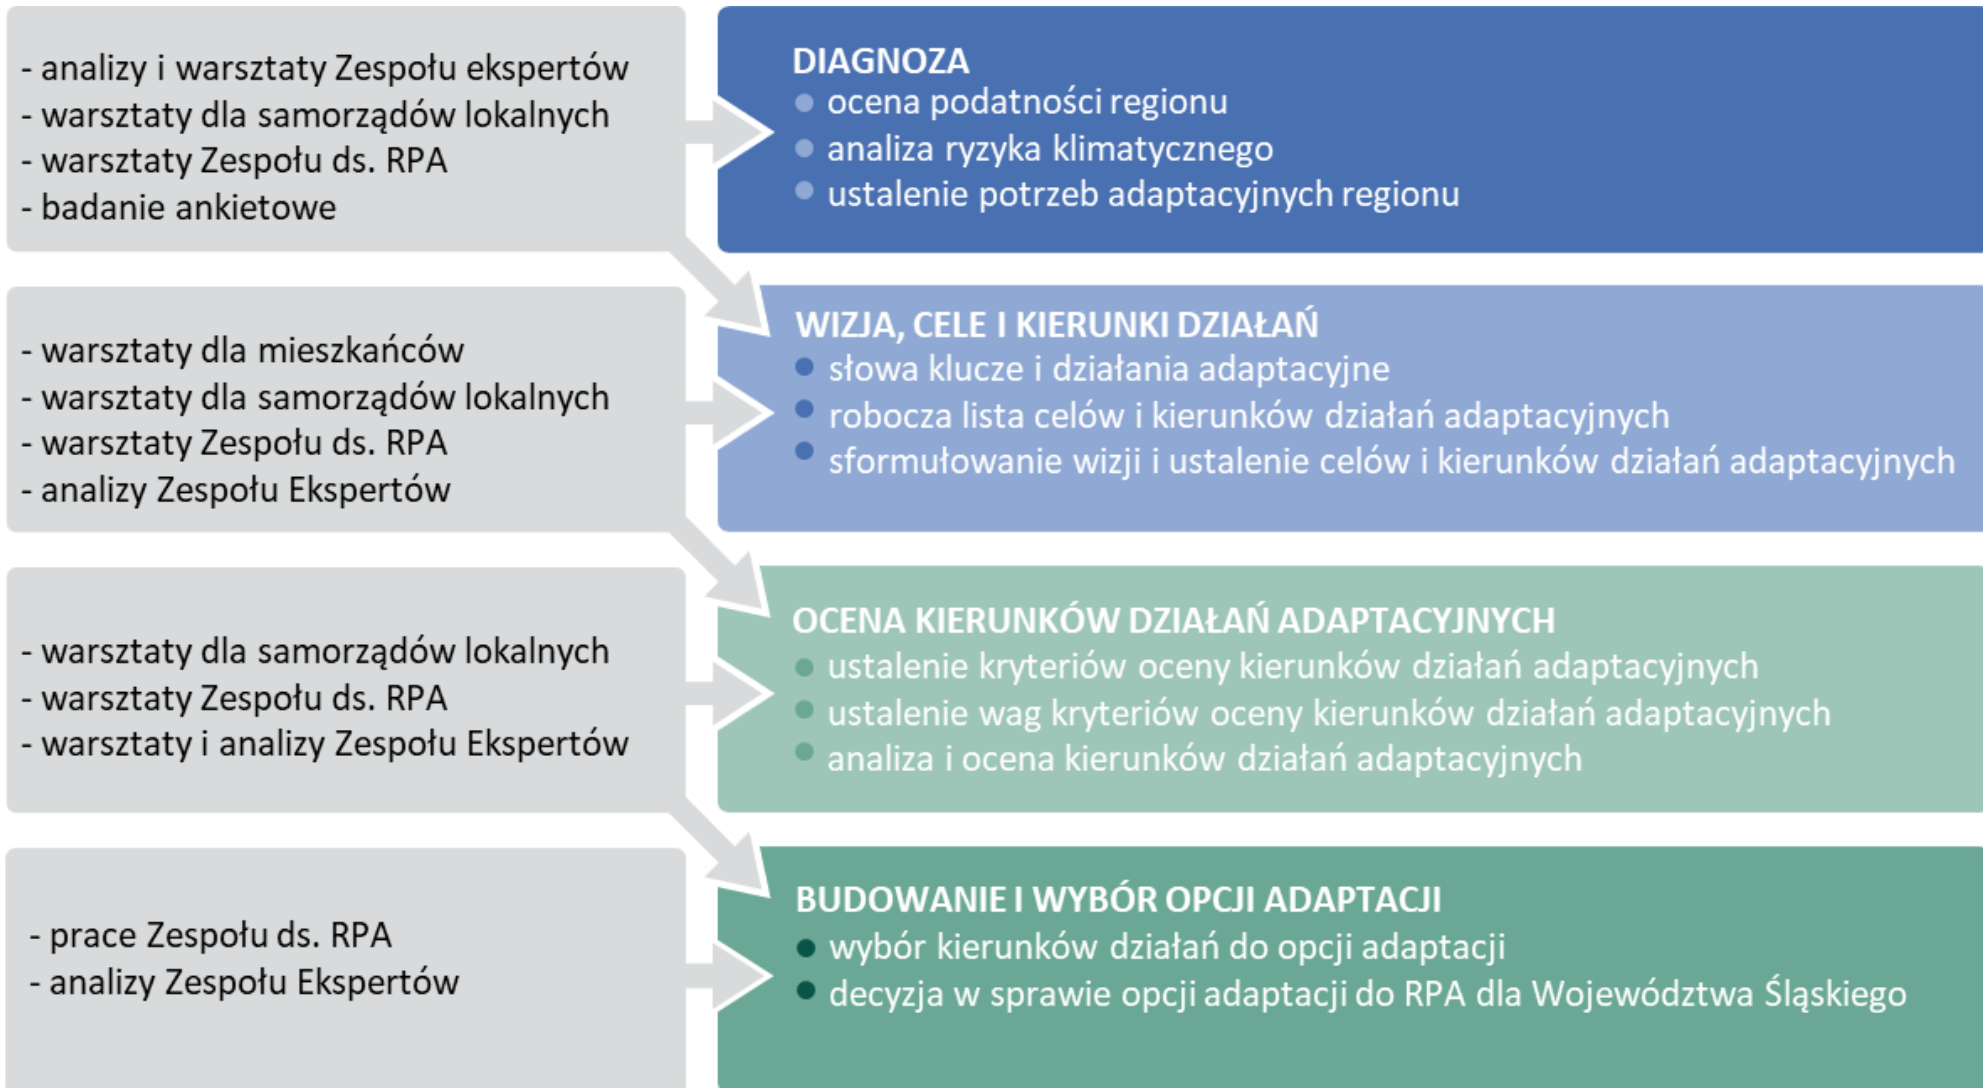 - analizy i warsztaty Zespołu ekspertów
- warsztaty dla samorządów lokalnych
- warsztaty Zespołu ds. RPA
- badanie ankietowe
DIAGNOZA
ocena podatności regionu
analiza ryzyka klimatycznego
ustalenie potrzeb adaptacyjnych regionu
- warsztaty dla mieszkańców
- warsztaty dla samorządów lokalnych
- warsztaty Zespołu ds. RPA
- analizy Zespołu Ekspertów
WIZJA, CELE I KIERUNKI DZIAŁAŃ
słowa klucze i działania adaptacyjne
robocza lista celów i kierunków działań adaptacyjnych
sformułowanie wizji i ustalenie celów i kierunków działań adaptacyjnych
- warsztaty dla samorządów lokalnych
- warsztaty Zespołu ds. RPA
- warsztaty i analizy Zespołu Ekspertów
OCENA KIERUNKÓW DZIAŁAŃ ADAPTACYJNYCH
ustalenie kryteriów oceny kierunków działań adaptacyjnych
ustalenie wag kryteriów oceny kierunków działań adaptacyjnych
analiza i ocena kierunków działań adaptacyjnych
- prace Zespołu ds. RPA
- analizy Zespołu Ekspertów
BUDOWANIE I WYBÓR OPCJI ADAPTACJI
wybór kierunków działań do opcji adaptacji
decyzja w sprawie opcji adaptacji do RPA dla Województwa Śląskiego